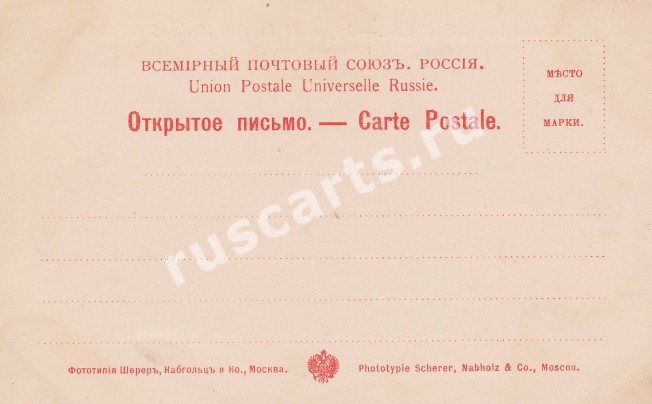 ВСЕМІРНЫЙ ПОЧТОВЫЙ СОЮЗЪ. РОССІЯ.
Union Postale Universelle Russie.
Открытое письмо. — Carte Postale.
МѢСТО
ДЛЯ
МАРКИ.
ruscarts.ru
Фототипія Шереръ, Набгольцъ и Ко., Москва.
Phototypie Scherer, Nabholz & Co., Moscou.